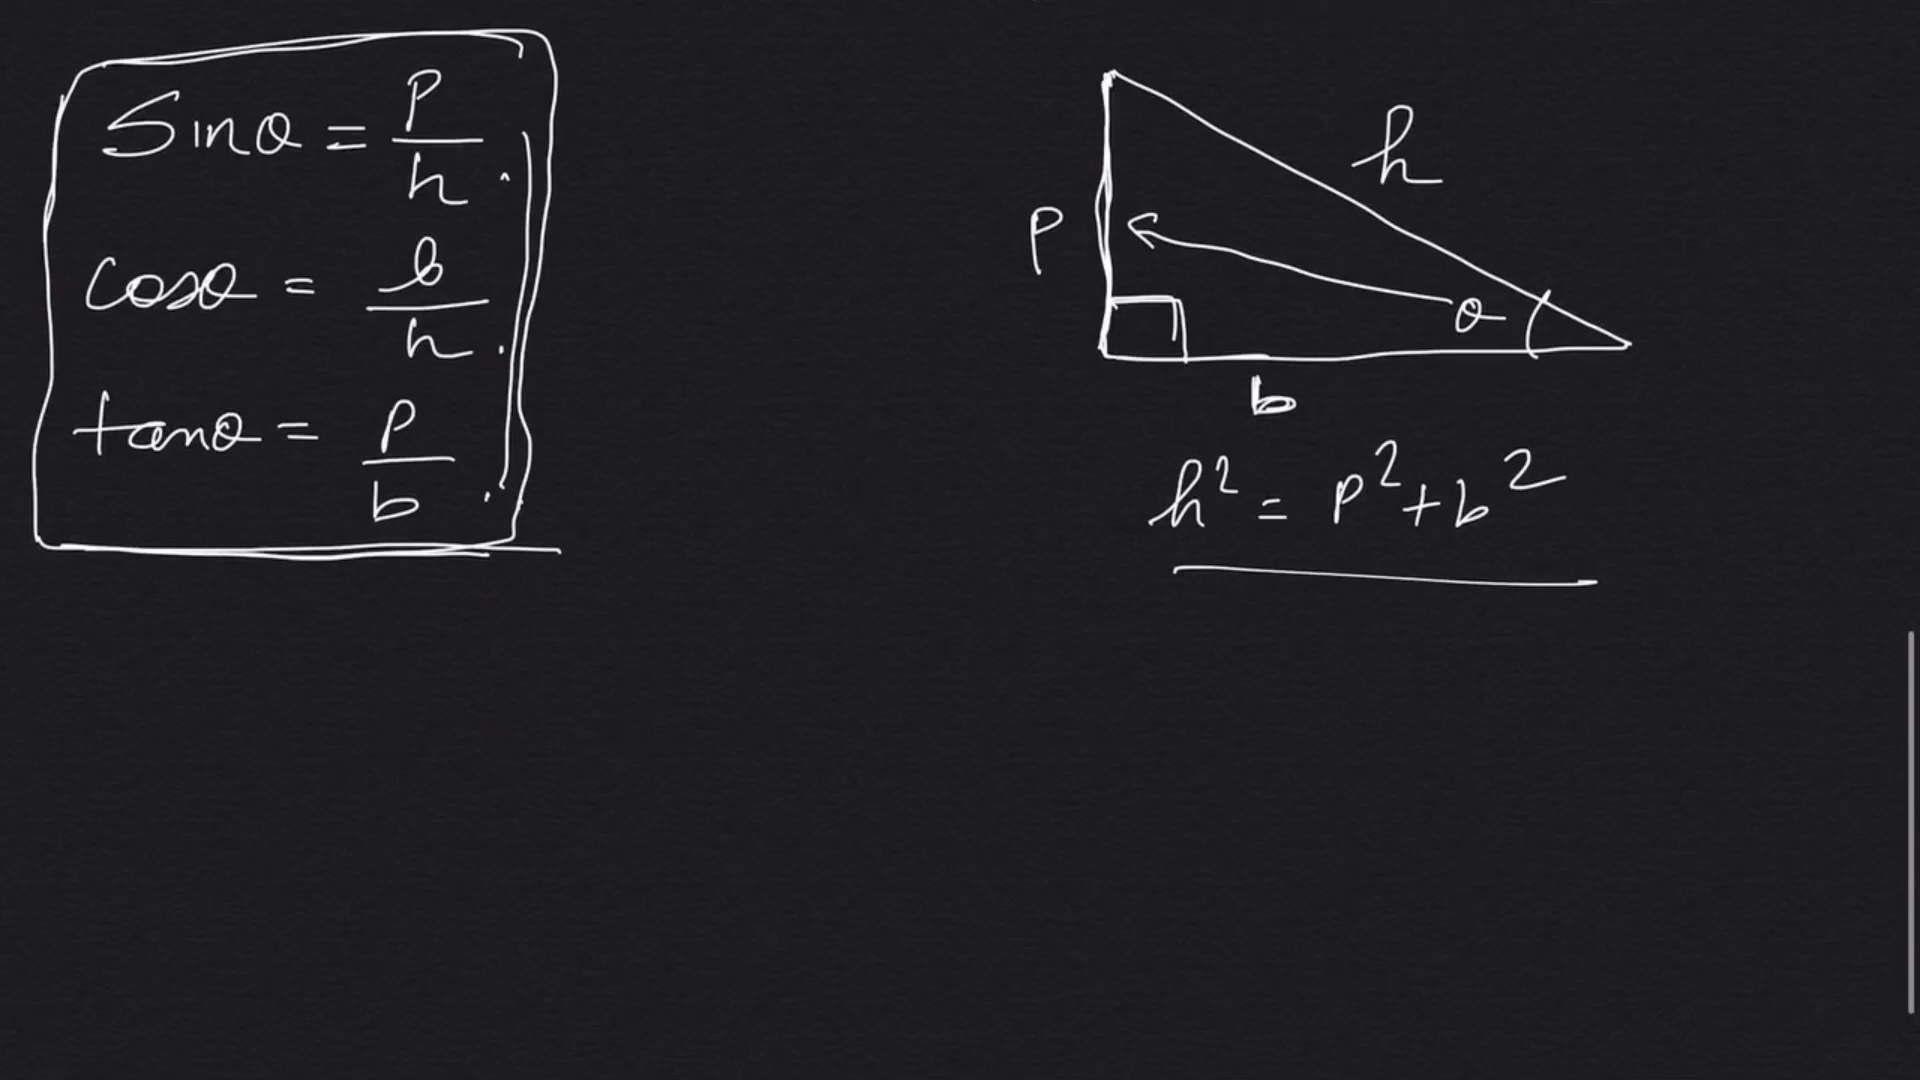 Sinθ = p/h
cosθ = b/h
tanθ = p/b
h
p
θ
b
h² = p² + b²